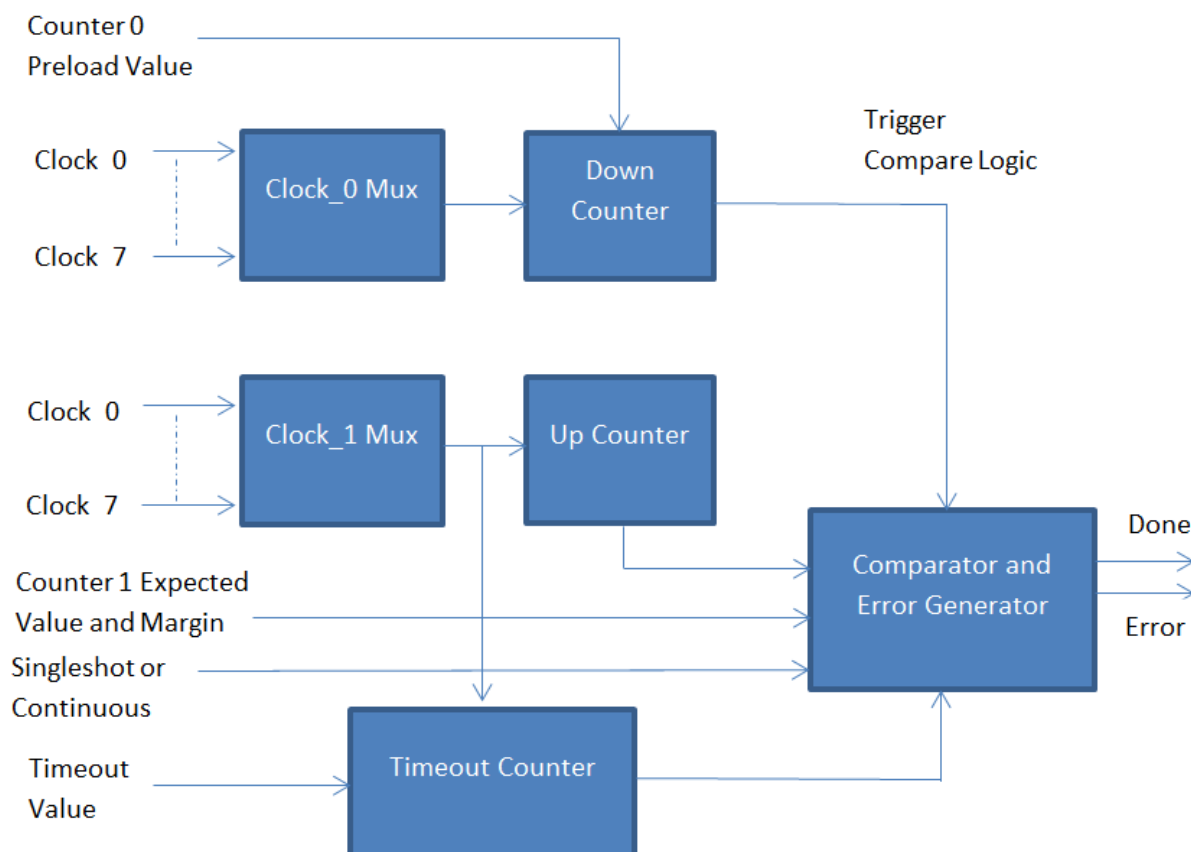 Counter 0
Preload Value
Clock 0
Clock 7
Clock_0 Mux
Down
Counter
Trigger
Compare Logic
Clock 0
Clock 7
Clock_1 Mux
Up Counter
Counter 1 Expected
Value and Margin
Singleshot or
Continuous
Timeout
Value
Timeout Counter
Comparator and
Error Generator
Done
Error